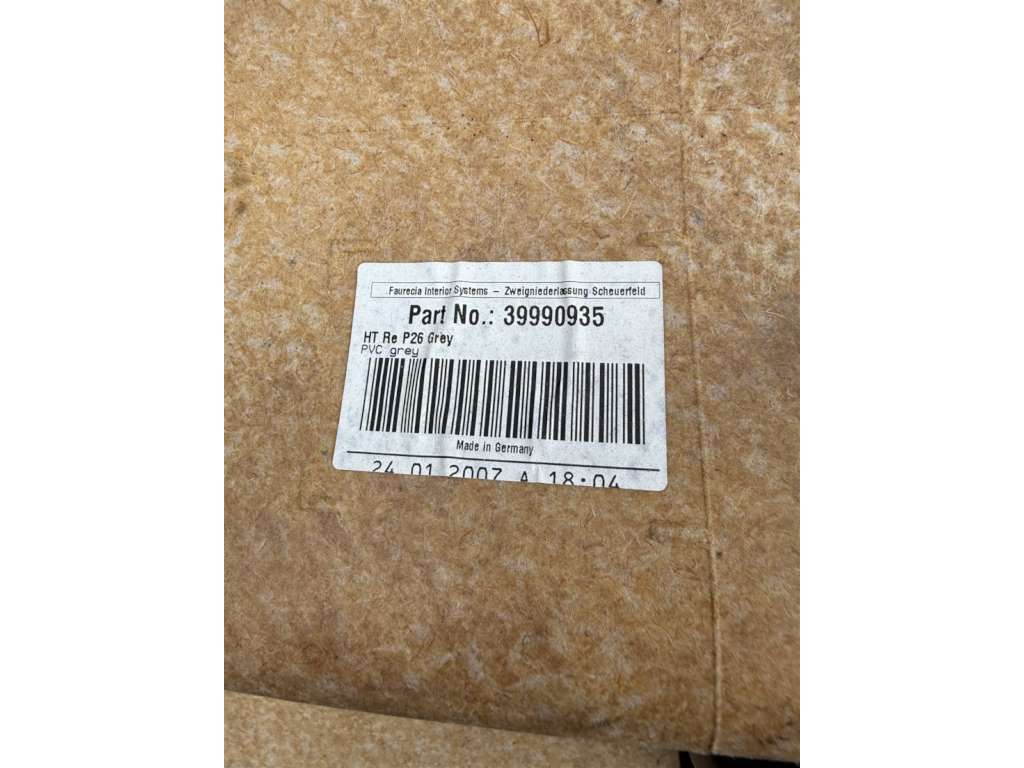 Faurecia Interior Systems – Zweigniederlassung Scheuerfeld
Part No.: 39990935
HT Re P26 Grey
PVC grey
Made in Germany
24 01 2007 A 18:04